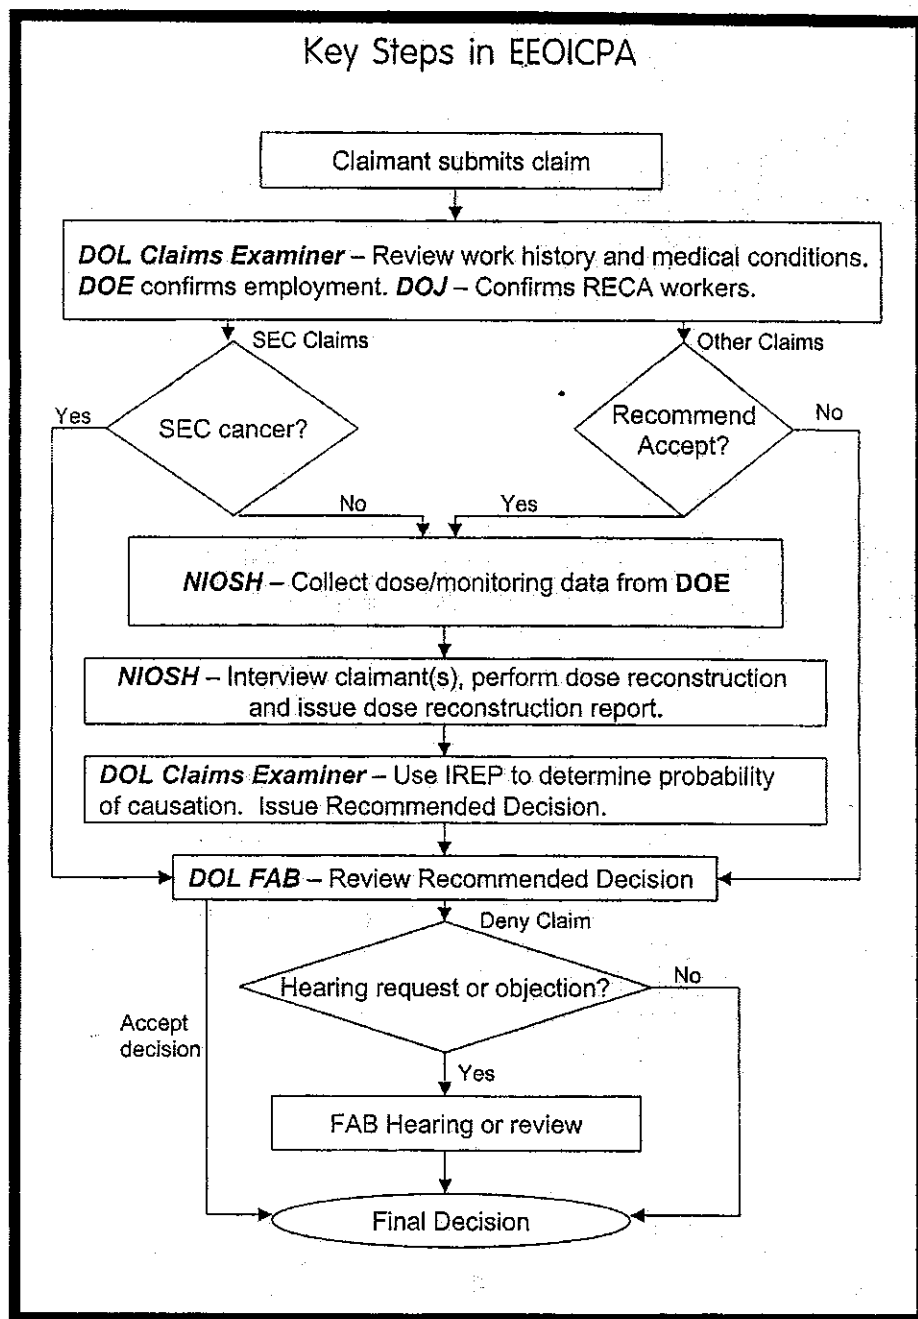 Key Steps in EEOICPA
Claimant submits claim
DOL Claims Examiner – Review work history and medical conditions.
DOE confirms employment. DOJ – Confirms RECA workers.
SEC Claims
Other Claims
Yes
SEC cancer?
Recommend
Accept?
No
No
Yes
NIOSH – Collect dose/monitoring data from DOE
NIOSH – Interview claimant(s), perform dose reconstruction
and issue dose reconstruction report.
DOL Claims Examiner – Use IREP to determine probability
of causation. Issue Recommended Decision.
DOL FAB – Review Recommended Decision
Deny Claim
Hearing request or objection?
No
Accept
decision
Yes
FAB Hearing or review
Final Decision